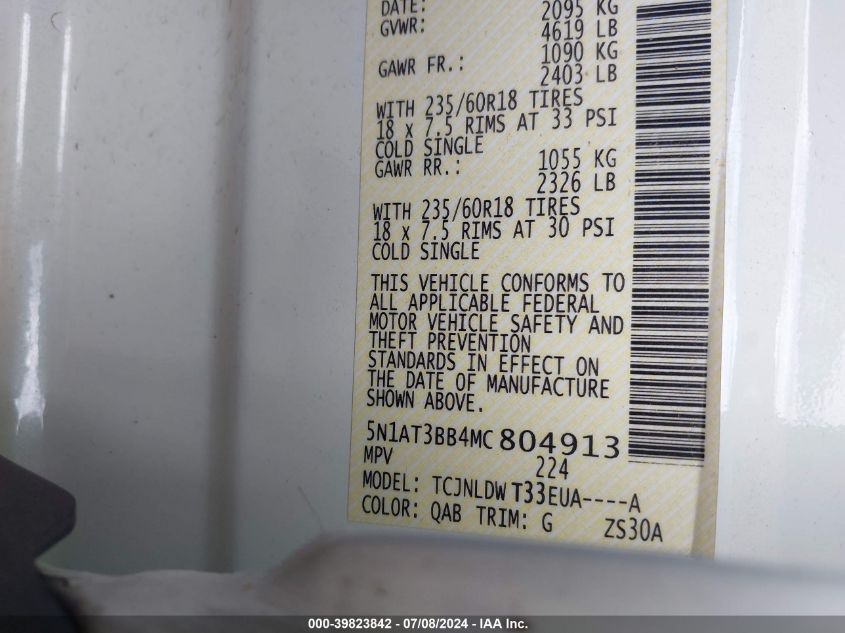 DATE: 2095 KG
GVWR: 4619 LB
1090 KG
GAWR FR.: 2403 LB
WITH 235/60R18 TIRES
18 x 7.5 RIMS AT 33 PSI
COLD SINGLE
GAWR RR.: 1055 KG
2326 LB
WITH 235/60R18 TIRES
18 x 7.5 RIMS AT 30 PSI
COLD SINGLE
THIS VEHICLE CONFORMS TO
ALL APPLICABLE FEDERAL
MOTOR VEHICLE SAFETY AND
THEFT PREVENTION
STANDARDS IN EFFECT ON
THE DATE OF MANUFACTURE
SHOWN ABOVE.
5N1AT3BB4MC804913
MPV 224
MODEL: TCJNLDW T33EUA----A
COLOR: QAB TRIM: G ZS30A
000-39823842 - 07/08/2024 - IAA Inc.